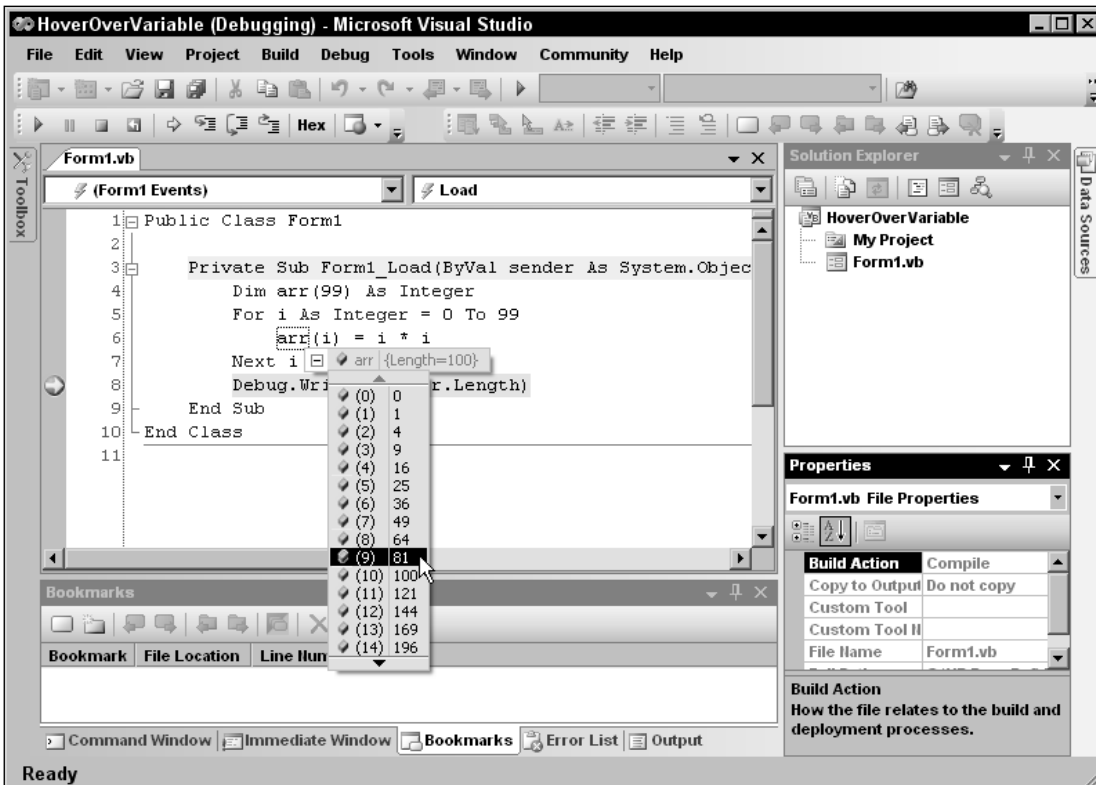 HoverOverVariable (Debugging) - Microsoft Visual Studio
File Edit View Project Build Debug Tools Window Community Help
Hex
Toolbox
Form1.vb
(Form1 Events) Load
1 Public Class Form1
2
3 Private Sub Form1_Load(ByVal sender As System.Objec
4 Dim arr(99) As Integer
5 For i As Integer = 0 To 99
6 arr(i) = i * i
7 Next i
arr {Length=100}
8 Debug.Wri r.Length)
9 End Sub
10 End Class
11
(0) 0
(1) 1
(2) 4
(3) 9
(4) 16
(5) 25
(6) 36
(7) 49
(8) 64
(9) 81
(10) 100
(11) 121
(12) 144
(13) 169
(14) 196
Bookmarks
Bookmark File Location Line Nun
Command Window Immediate Window Bookmarks Error List Output
Solution Explorer
HoverOverVariable
My Project
Form1.vb
Data Sources
Properties
Form1.vb File Properties
Build Action Compile
Copy to Output Do not copy
Custom Tool
Custom Tool N
File Name Form1.vb
Build Action
How the file relates to the build and
deployment processes.
Ready